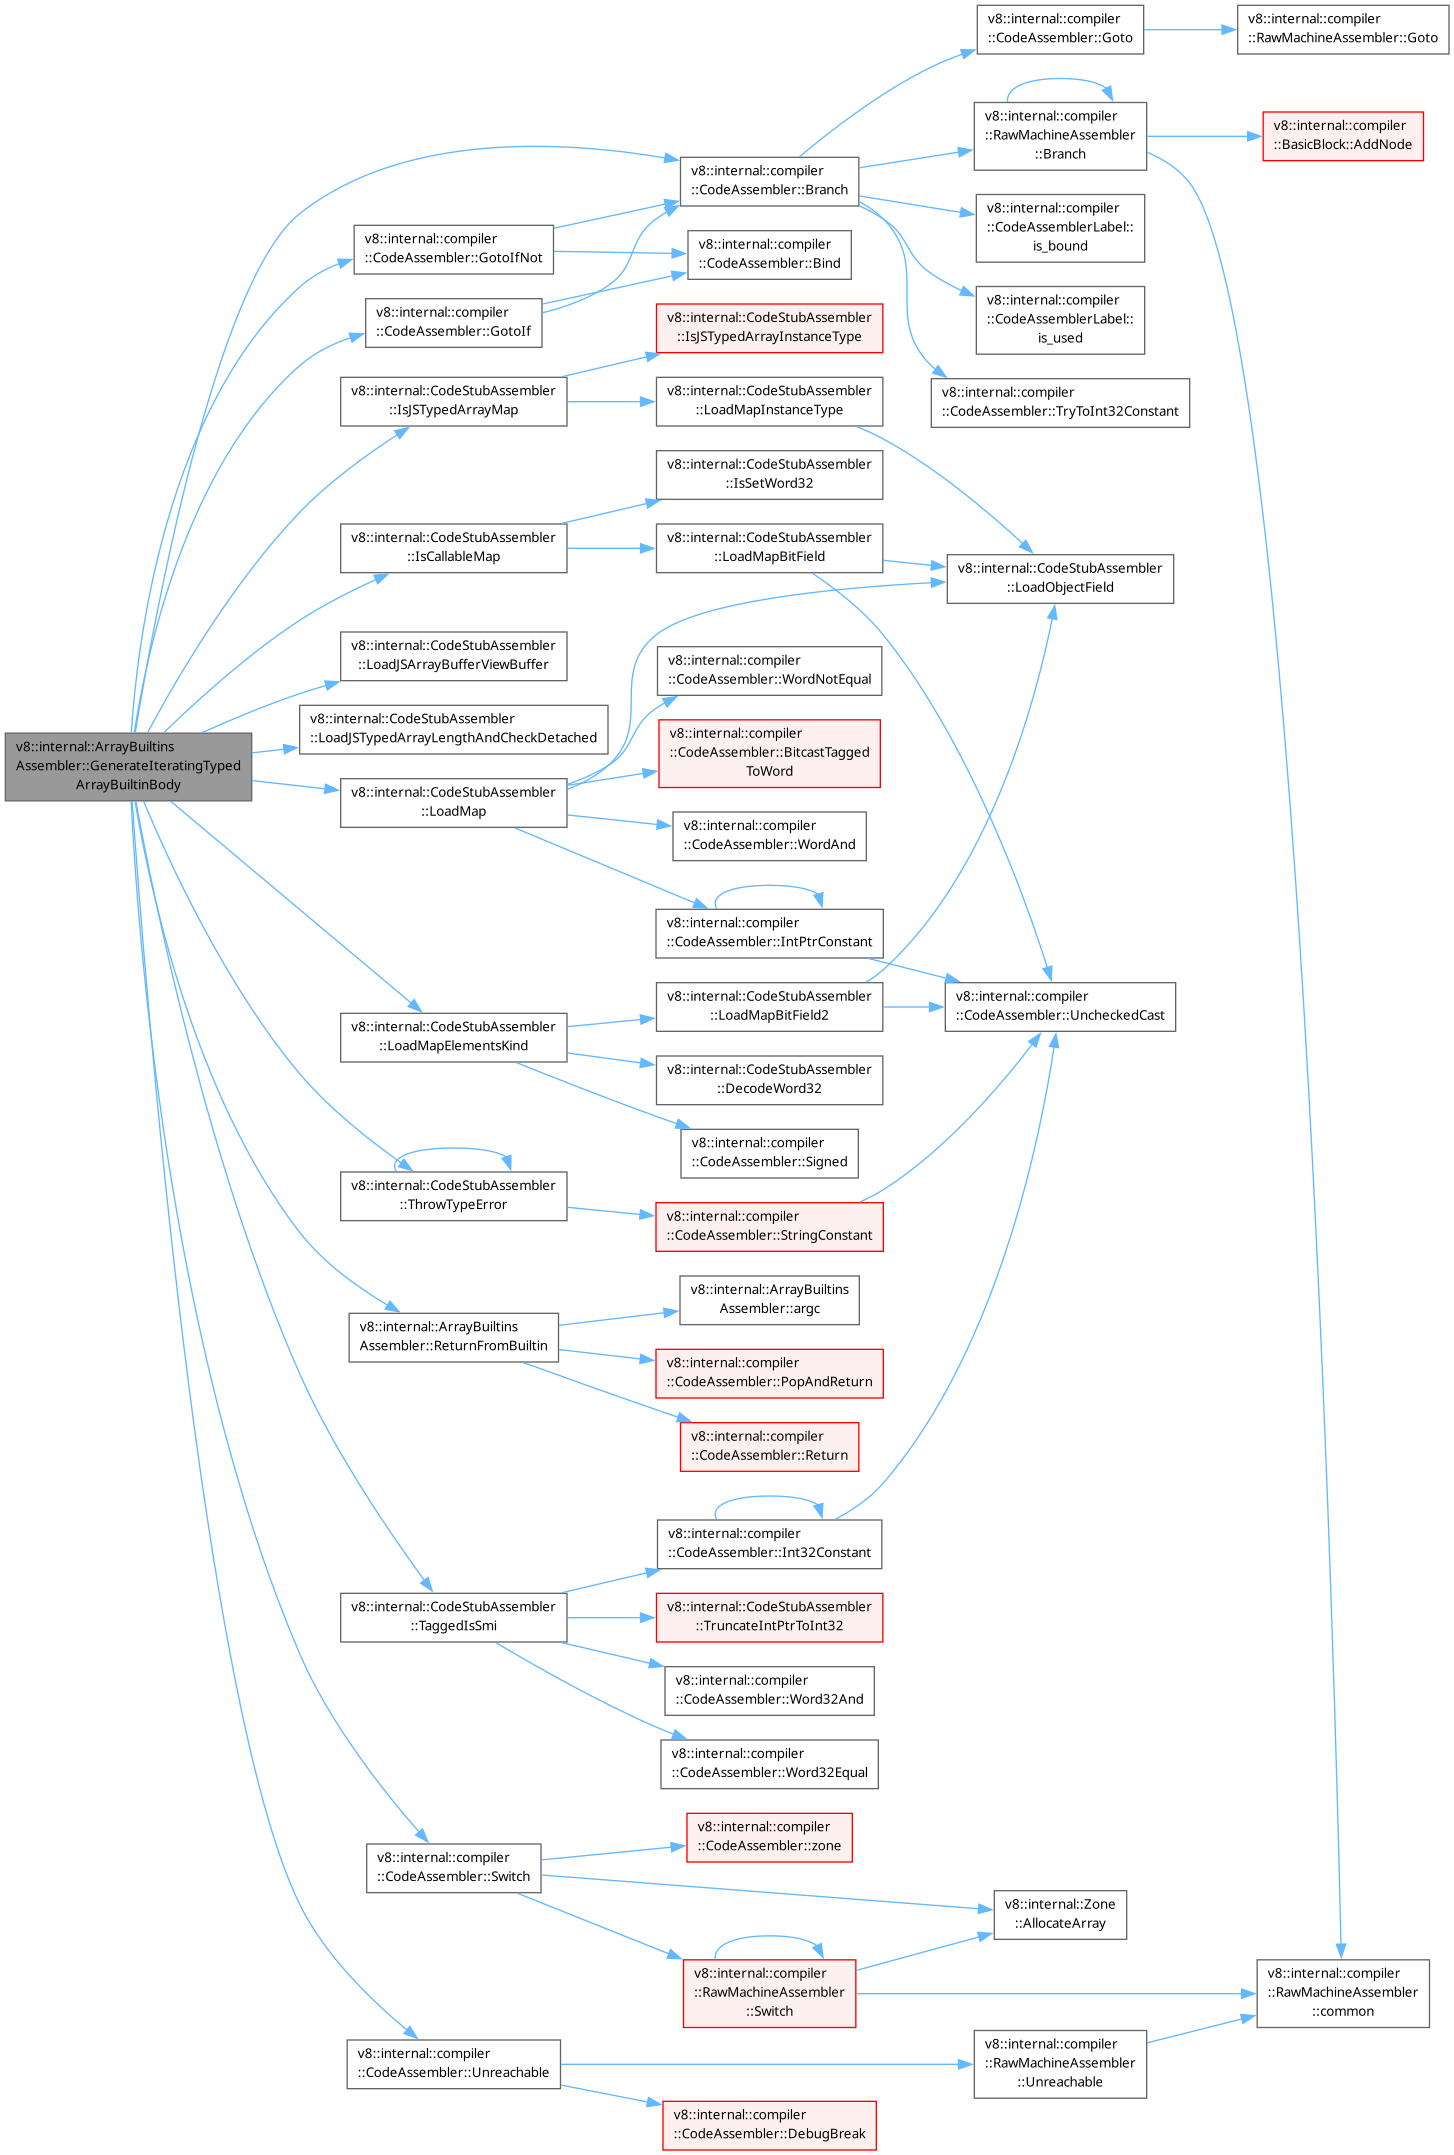 v8::internal::ArrayBuiltins
Assembler::GenerateIteratingTyped
ArrayBuiltinBody
v8::internal::compiler
::CodeAssembler::Branch
v8::internal::compiler
::CodeAssembler::Goto
v8::internal::compiler
::RawMachineAssembler::Goto
v8::internal::compiler
::RawMachineAssembler
::Branch
v8::internal::compiler
::BasicBlock::AddNode
v8::internal::compiler
::CodeAssemblerLabel::
is_bound
v8::internal::compiler
::CodeAssemblerLabel::
is_used
v8::internal::compiler
::CodeAssembler::TryToInt32Constant
v8::internal::compiler
::CodeAssembler::GotoIfNot
v8::internal::compiler
::CodeAssembler::Bind
v8::internal::compiler
::CodeAssembler::GotoIf
v8::internal::CodeStubAssembler
::IsJSTypedArrayMap
v8::internal::CodeStubAssembler
::IsJSTypedArrayInstanceType
v8::internal::CodeStubAssembler
::LoadMapInstanceType
v8::internal::CodeStubAssembler
::IsCallableMap
v8::internal::CodeStubAssembler
::IsSetWord32
v8::internal::CodeStubAssembler
::LoadMapBitField
v8::internal::CodeStubAssembler
::LoadObjectField
v8::internal::CodeStubAssembler
::LoadJSArrayBufferViewBuffer
v8::internal::CodeStubAssembler
::LoadJSTypedArrayLengthAndCheckDetached
v8::internal::CodeStubAssembler
::LoadMap
v8::internal::compiler
::CodeAssembler::WordNotEqual
v8::internal::compiler
::CodeAssembler::BitcastTagged
ToWord
v8::internal::compiler
::CodeAssembler::WordAnd
v8::internal::compiler
::CodeAssembler::IntPtrConstant
v8::internal::compiler
::CodeAssembler::UncheckedCast
v8::internal::CodeStubAssembler
::LoadMapElementsKind
v8::internal::CodeStubAssembler
::LoadMapBitField2
v8::internal::CodeStubAssembler
::DecodeWord32
v8::internal::compiler
::CodeAssembler::Signed
v8::internal::CodeStubAssembler
::ThrowTypeError
v8::internal::compiler
::CodeAssembler::StringConstant
v8::internal::ArrayBuiltins
Assembler::ReturnFromBuiltin
v8::internal::ArrayBuiltins
Assembler::argc
v8::internal::compiler
::CodeAssembler::PopAndReturn
v8::internal::compiler
::CodeAssembler::Return
v8::internal::CodeStubAssembler
::TaggedIsSmi
v8::internal::compiler
::CodeAssembler::Int32Constant
v8::internal::CodeStubAssembler
::TruncateIntPtrToInt32
v8::internal::compiler
::CodeAssembler::Word32And
v8::internal::compiler
::CodeAssembler::Word32Equal
v8::internal::compiler
::CodeAssembler::Switch
v8::internal::compiler
::CodeAssembler::zone
v8::internal::Zone
::AllocateArray
v8::internal::compiler
::RawMachineAssembler
::Switch
v8::internal::compiler
::RawMachineAssembler
::common
v8::internal::compiler
::CodeAssembler::Unreachable
v8::internal::compiler
::RawMachineAssembler
::Unreachable
v8::internal::compiler
::CodeAssembler::DebugBreak